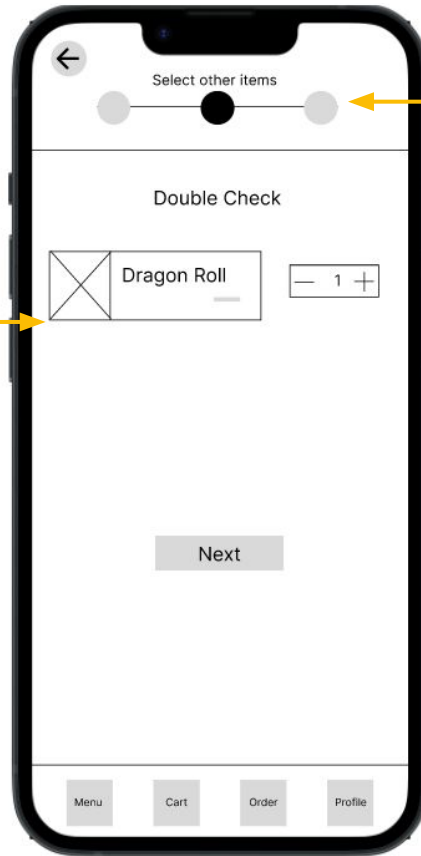 Select other items
Double Check
Dragon Roll
1
Next
Menu Cart Order Profile